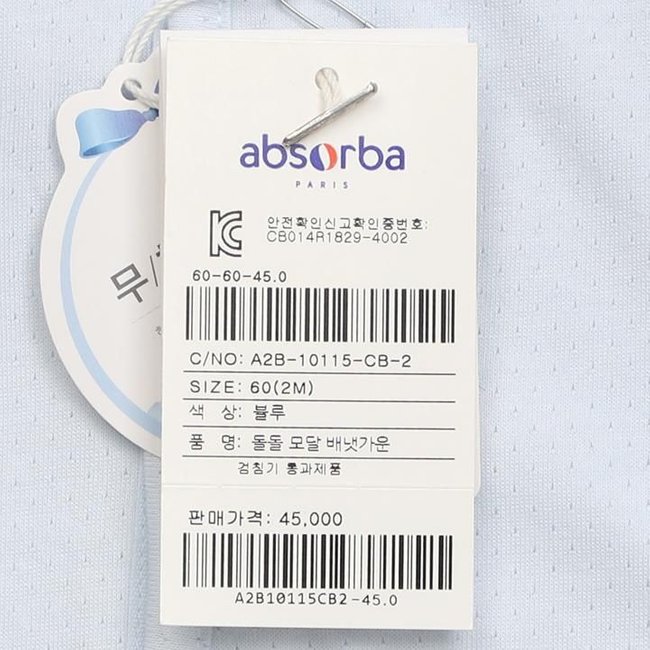 absorba
PARIS
안전확인신고확인증번호:
CB014R1829-4002
60-60-45.0
C/NO: A2B-10115-CB-2
SIZE: 60(2M)
색 상: 블루
품 명: 돌돌 모달 배냇가운
검침기 통과제품
판매가격: 45,000
A2B10115CB2-45.0
무/